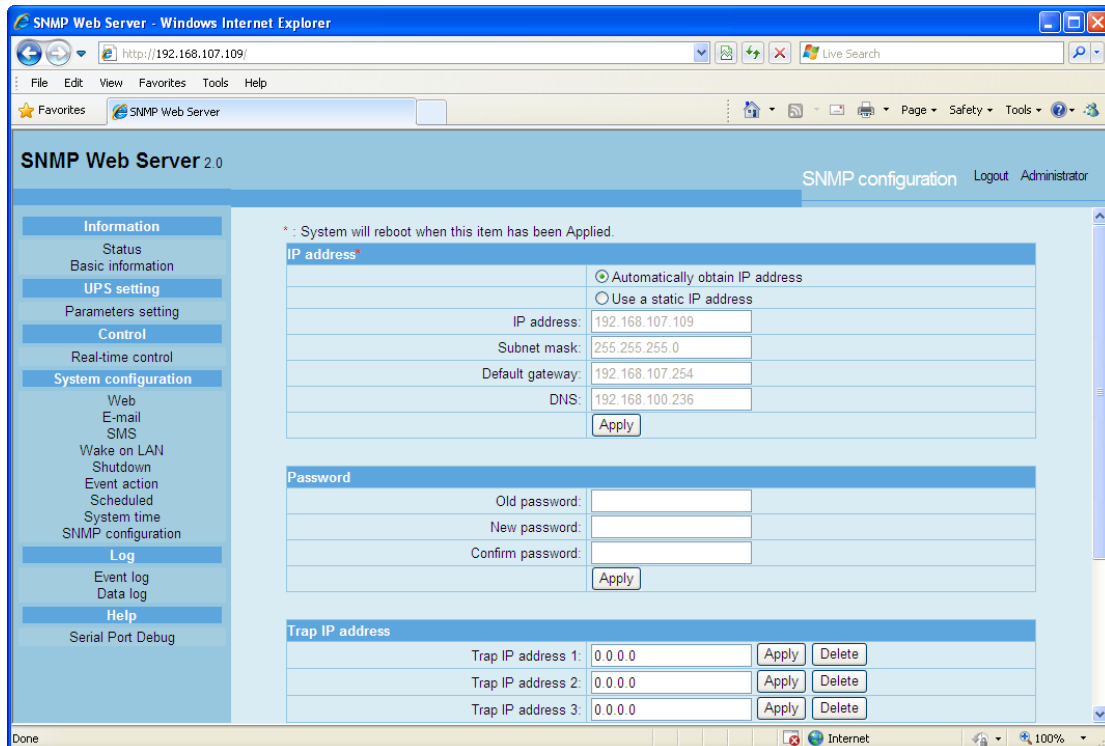 SNMP Web Server - Windows Internet Explorer
http://192.168.107.109/
Live Search
File Edit View Favorites Tools Help
Favorites SNMP Web Server Page Safety Tools
SNMP Web Server 2.0
SNMP configuration Logout Administrator
Information
Status
Basic information
UPS setting
Parameters setting
Control
Real-time control
System configuration
Web
E-mail
SMS
Wake on LAN
Shutdown
Event action
Scheduled
System time
SNMP configuration
Log
Event log
Data log
Help
Serial Port Debug
* : System will reboot when this item has been Applied.
IP address*
Automatically obtain IP address
Use a static IP address
IP address: 192.168.107.109
Subnet mask: 255.255.255.0
Default gateway: 192.168.107.254
DNS: 192.168.100.236
Apply
Password
Old password:
New password:
Confirm password:
Apply
Trap IP address
Trap IP address 1: 0.0.0.0 Apply Delete
Trap IP address 2: 0.0.0.0 Apply Delete
Trap IP address 3: 0.0.0.0 Apply Delete
Done Internet 100%